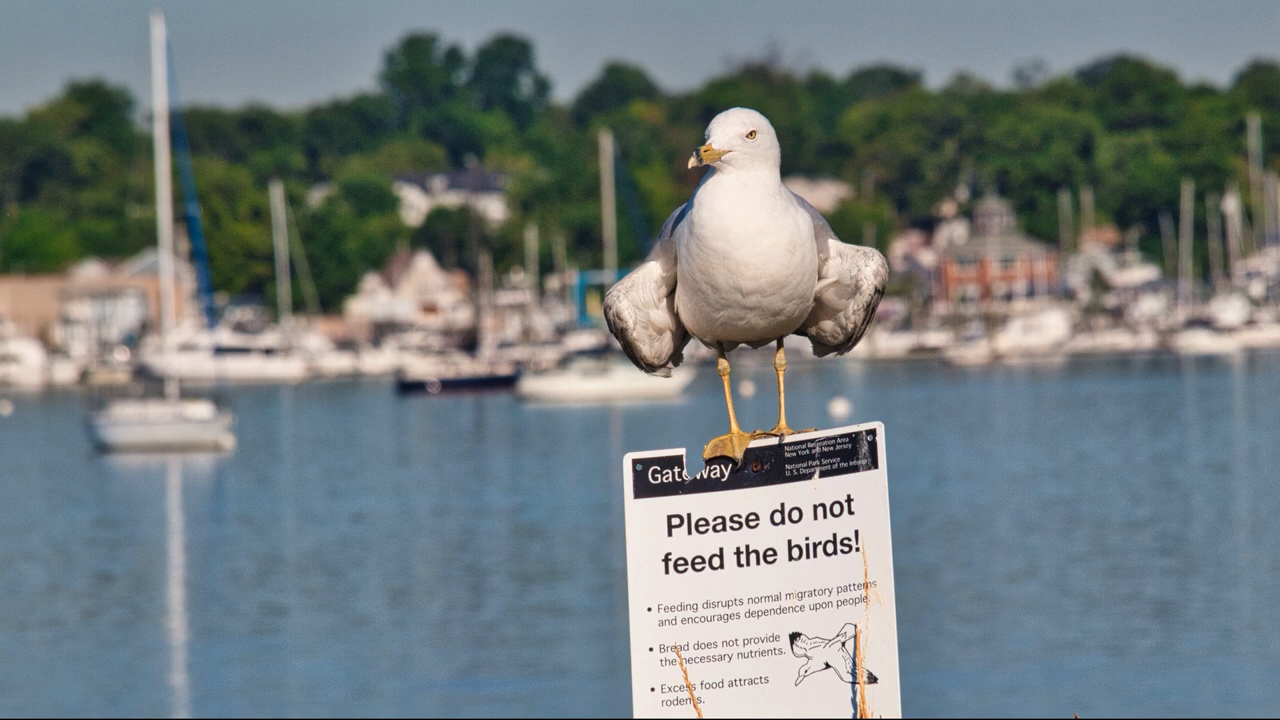 Gateway
National Recreation Area
New York and New Jersey
National Park Service
U. S. Department of the Interior
Please do not
feed the birds!
• Feeding disrupts normal migratory patterns
and encourages dependence upon people.
• Bread does not provide
the necessary nutrients.
• Excess food attracts
rodents.